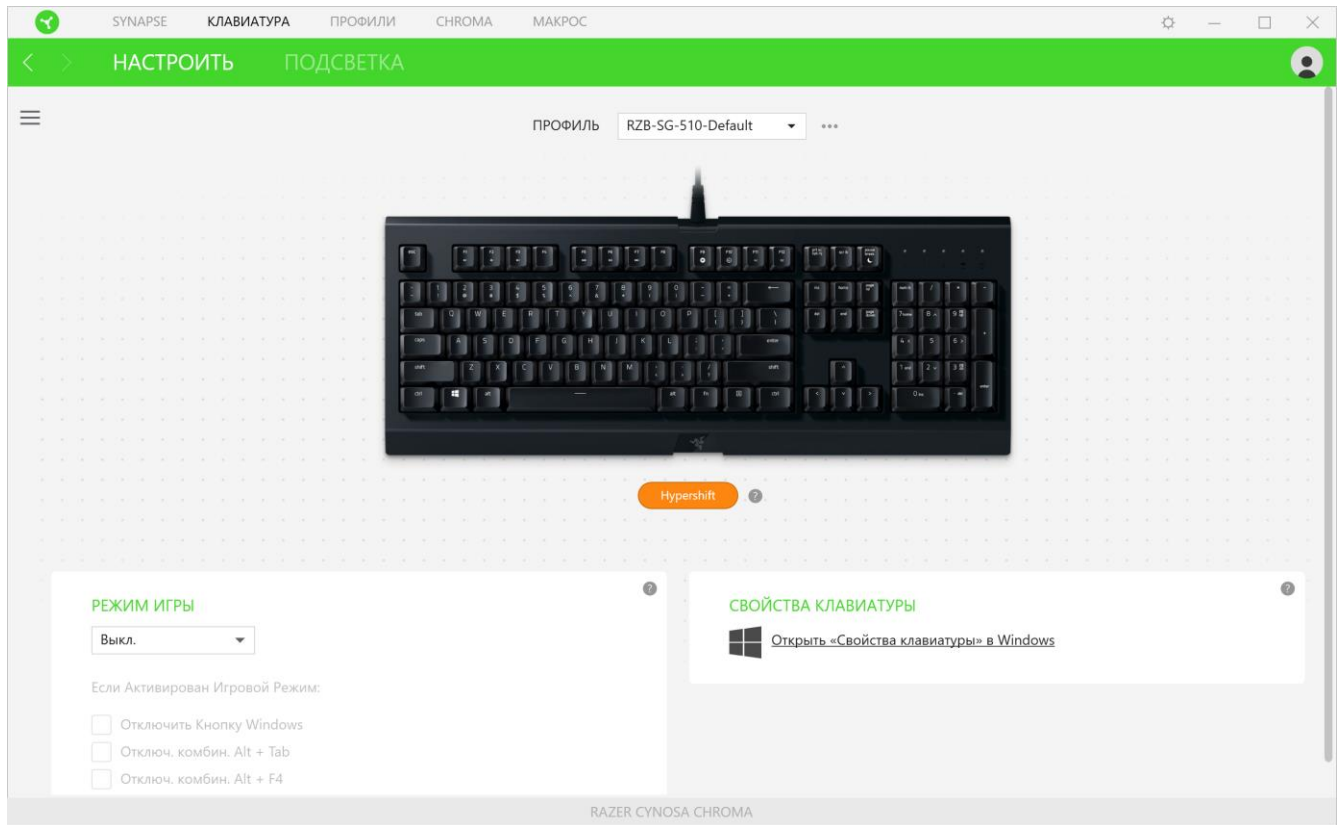 SYNAPSE КЛАВИАТУРА ПРОФИЛИ CHROMA МАКРОС
НАСТРОИТЬ ПОДСВЕТКА
ПРОФИЛЬ RZB-SG-510-Default
Hypershift
РЕЖИМ ИГРЫ
Выкл.
Если Активирован Игровой Режим:
Отключить Кнопку Windows
Отключ. комбин. Alt + Tab
Отключ. комбин. Alt + F4
СВОЙСТВА КЛАВИАТУРЫ
Открыть «Свойства клавиатуры» в Windows
RAZER CYNOSA CHROMA